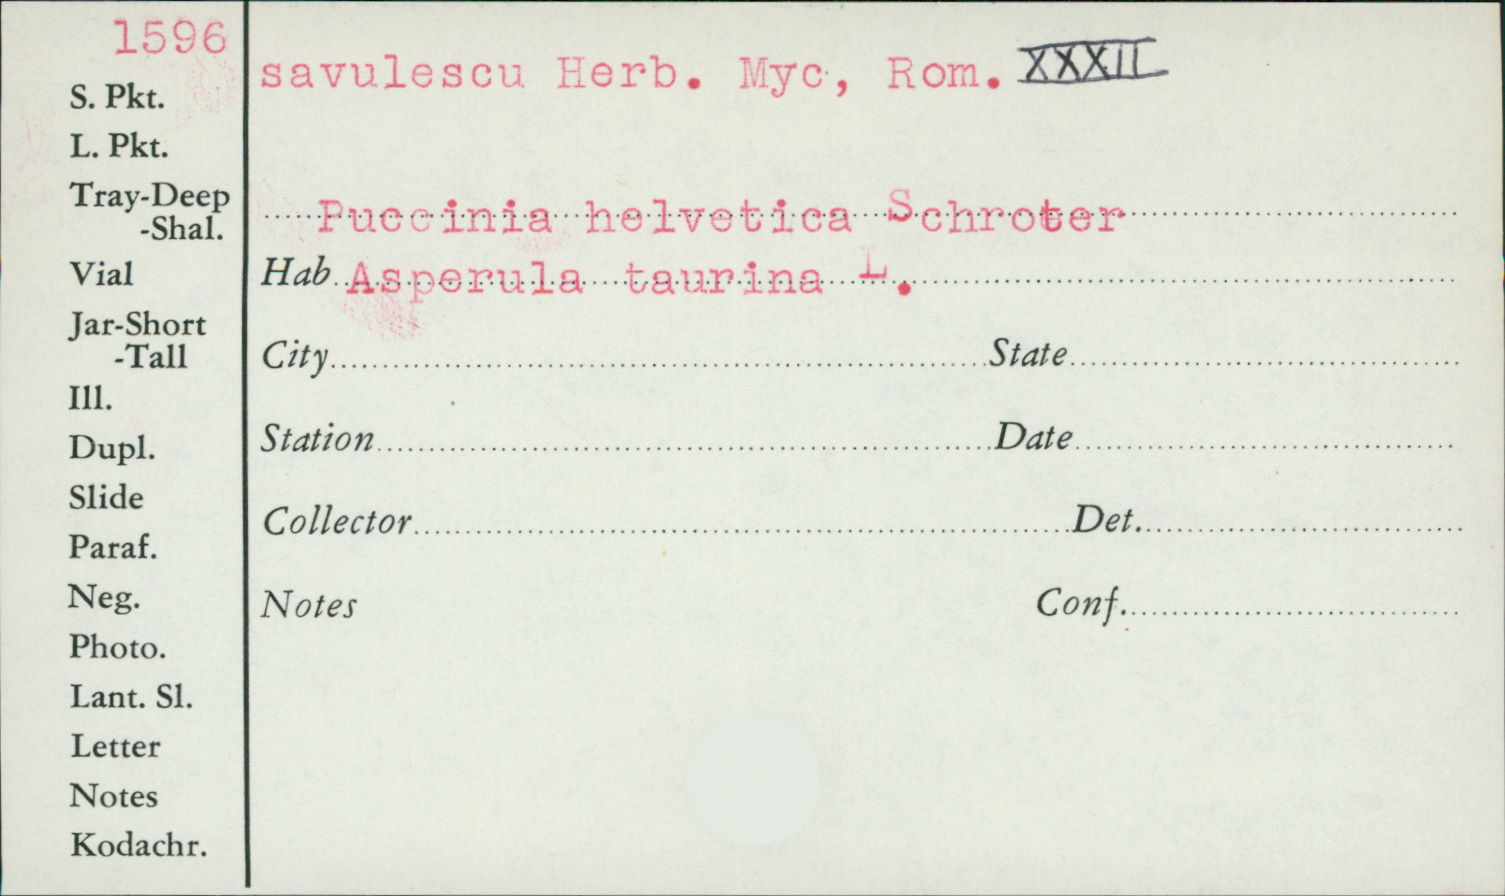 1596
S. Pkt.
L. Pkt.
Tray-Deep
-Shal.
Vial
Jar-Short
-Tall
Ill.
Dupl.
Slide
Paraf.
Neg.
Photo.
Lant. Sl.
Letter
Notes
Kodachr.
savulescu Herb. Myc, Rom. XXXII
Puccinia helvetica Schroter
Hab Asperula taurina L.
City State
Station Date
Collector Det.
Notes Conf.